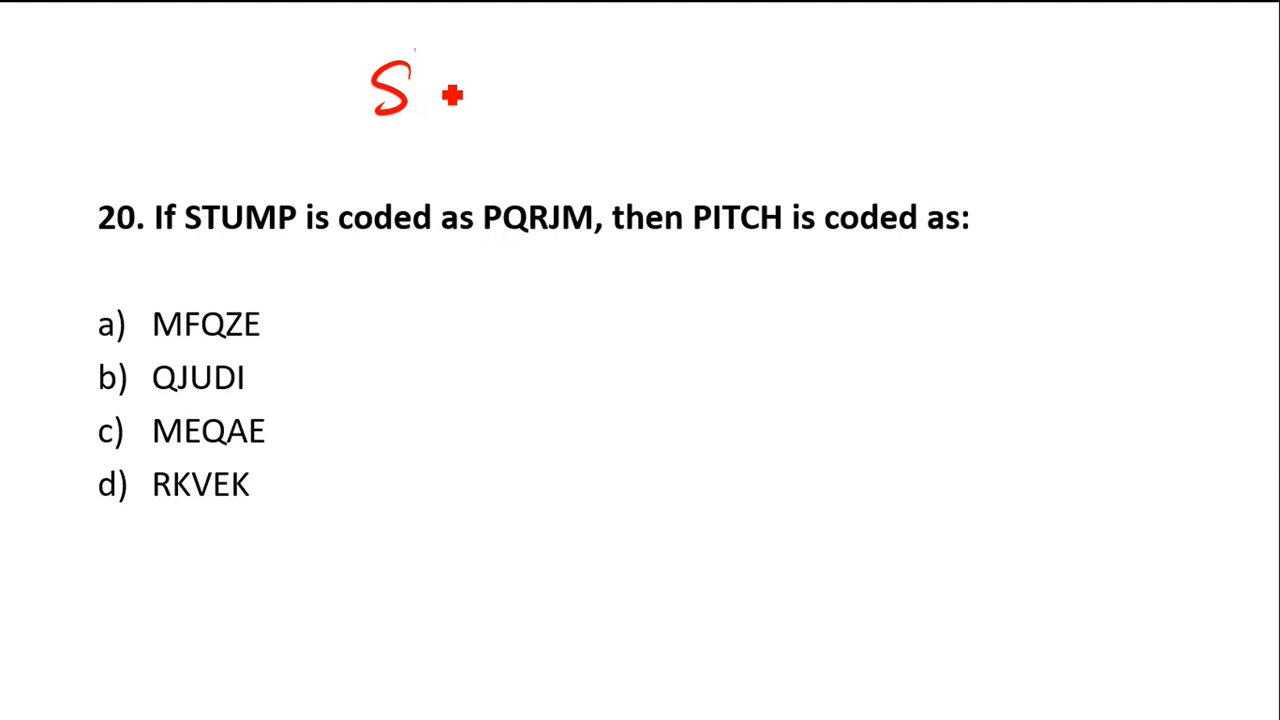 S
20. If STUMP is coded as PQRJM, then PITCH is coded as:
a) MFQZE
b) QJUDI
c) MEQAE
d) RKVEK